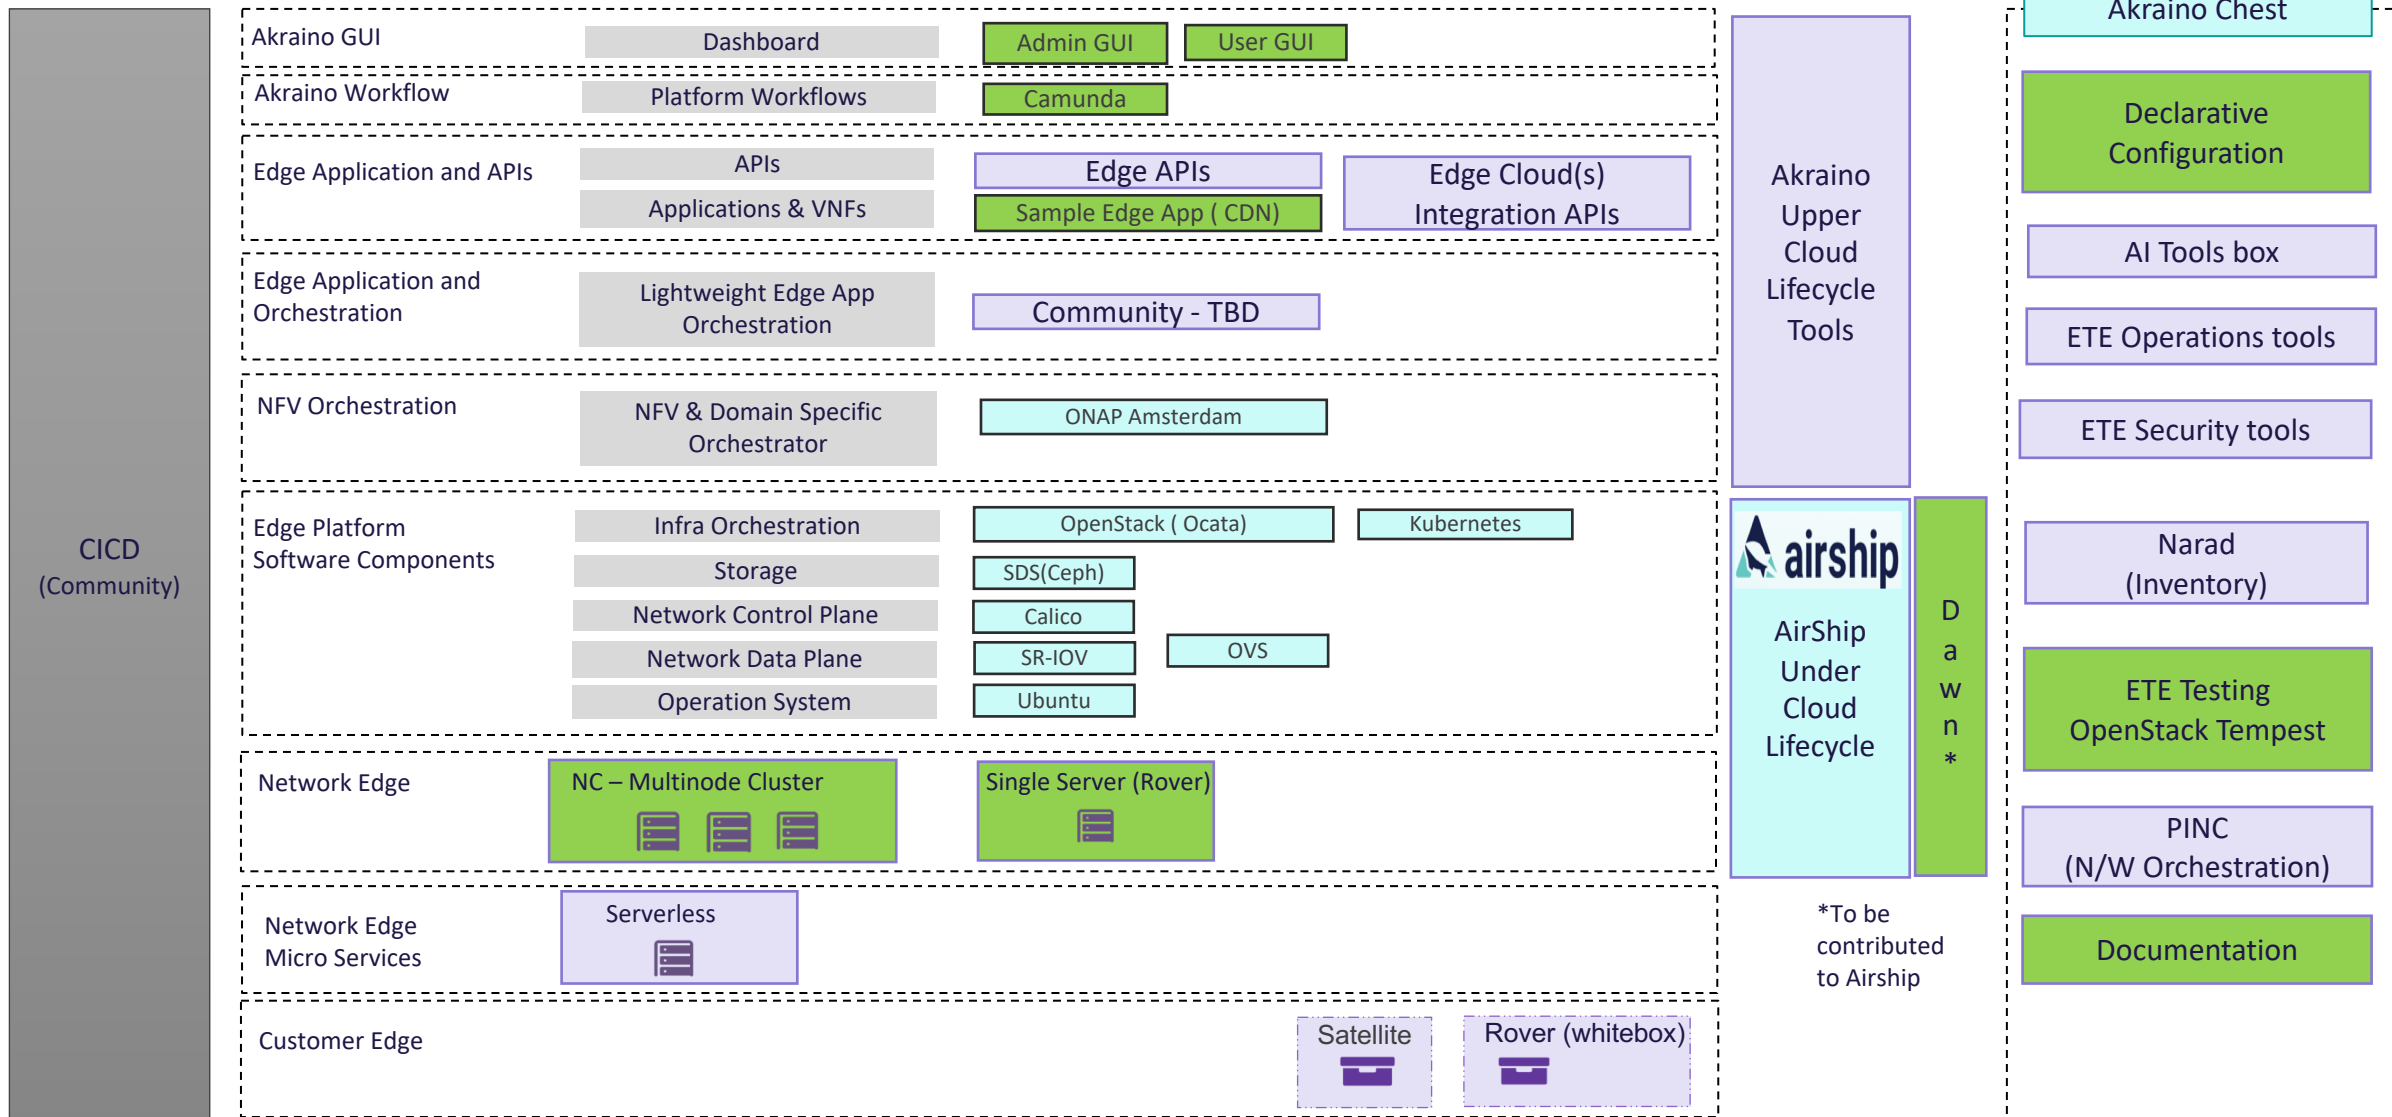 CICD
(Community)
Akraino GUI
Dashboard
Admin GUI
User GUI
Akraino Workflow
Platform Workflows
Camunda
Edge Application and APIs
APIs
Edge APIs
Applications & VNFs
Sample Edge App ( CDN)
Edge Cloud(s)
Integration APIs
Edge Application and
Orchestration
Lightweight Edge App
Orchestration
Community - TBD
NFV Orchestration
NFV & Domain Specific
Orchestrator
ONAP Amsterdam
Edge Platform
Software Components
Infra Orchestration
OpenStack ( Ocata)
Kubernetes
Storage
SDS(Ceph)
Network Control Plane
Calico
Network Data Plane
SR-IOV
OVS
Operation System
Ubuntu
Network Edge
NC – Multinode Cluster
Single Server (Rover)
Network Edge
Micro Services
Serverless
Customer Edge
Satellite
Rover (whitebox)
Akraino
Upper
Cloud
Lifecycle
Tools
airship
AirShip
Under
Cloud
Lifecycle
D
a
w
n
*
*To be
contributed
to Airship
Akraino Chest
Declarative
Configuration
AI Tools box
ETE Operations tools
ETE Security tools
Narad
(Inventory)
ETE Testing
OpenStack Tempest
PINC
(N/W Orchestration)
Documentation